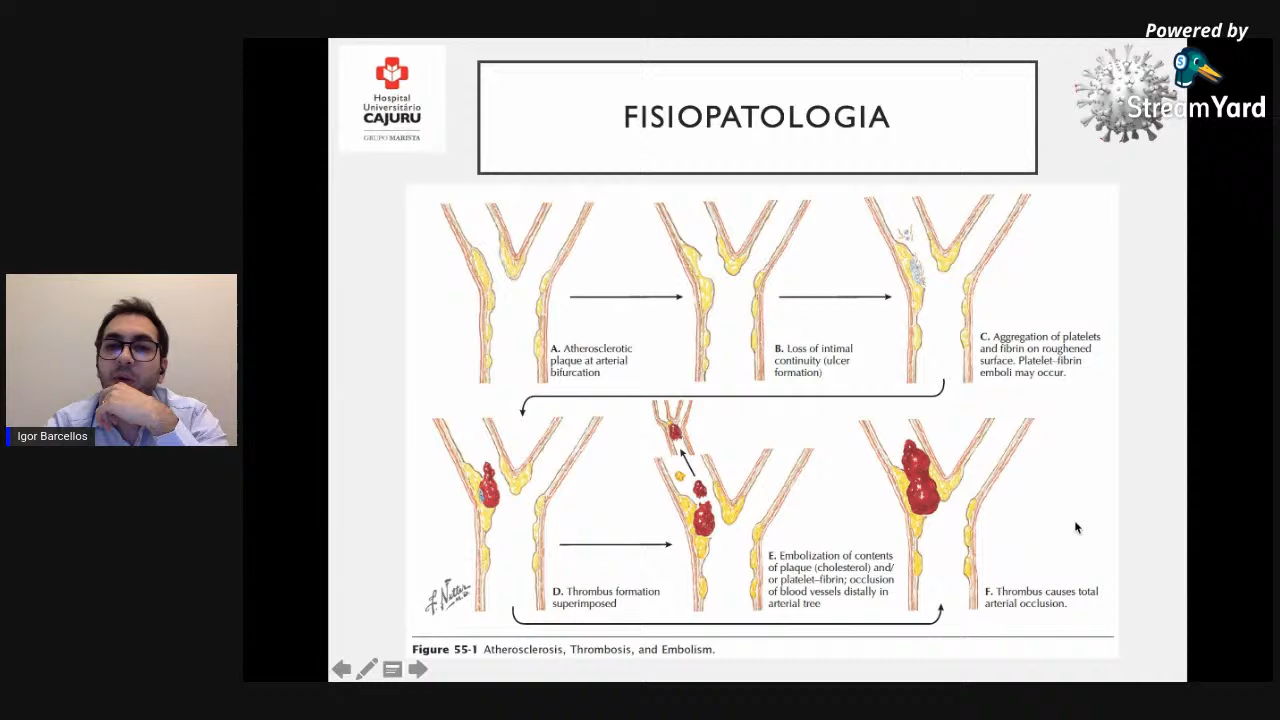 Powered by
StreamYard
Hospital
Universitário
CAJURU
GRUPO MARISTA
FISIOPATOLOGIA
A. Atherosclerotic
plaque at arterial
bifurcation
B. Loss of intimal
continuity (ulcer
formation)
C. Aggregation of platelets
and fibrin on roughened
surface. Platelet–fibrin
emboli may occur.
D. Thrombus formation
superimposed
E. Embolization of contents
of plaque (cholesterol) and/
or platelet–fibrin; occlusion
of blood vessels distally in
arterial tree
F. Thrombus causes total
arterial occlusion.
F. Netter
M.D.
Figure 55-1 Atherosclerosis, Thrombosis, and Embolism.
Igor Barcellos